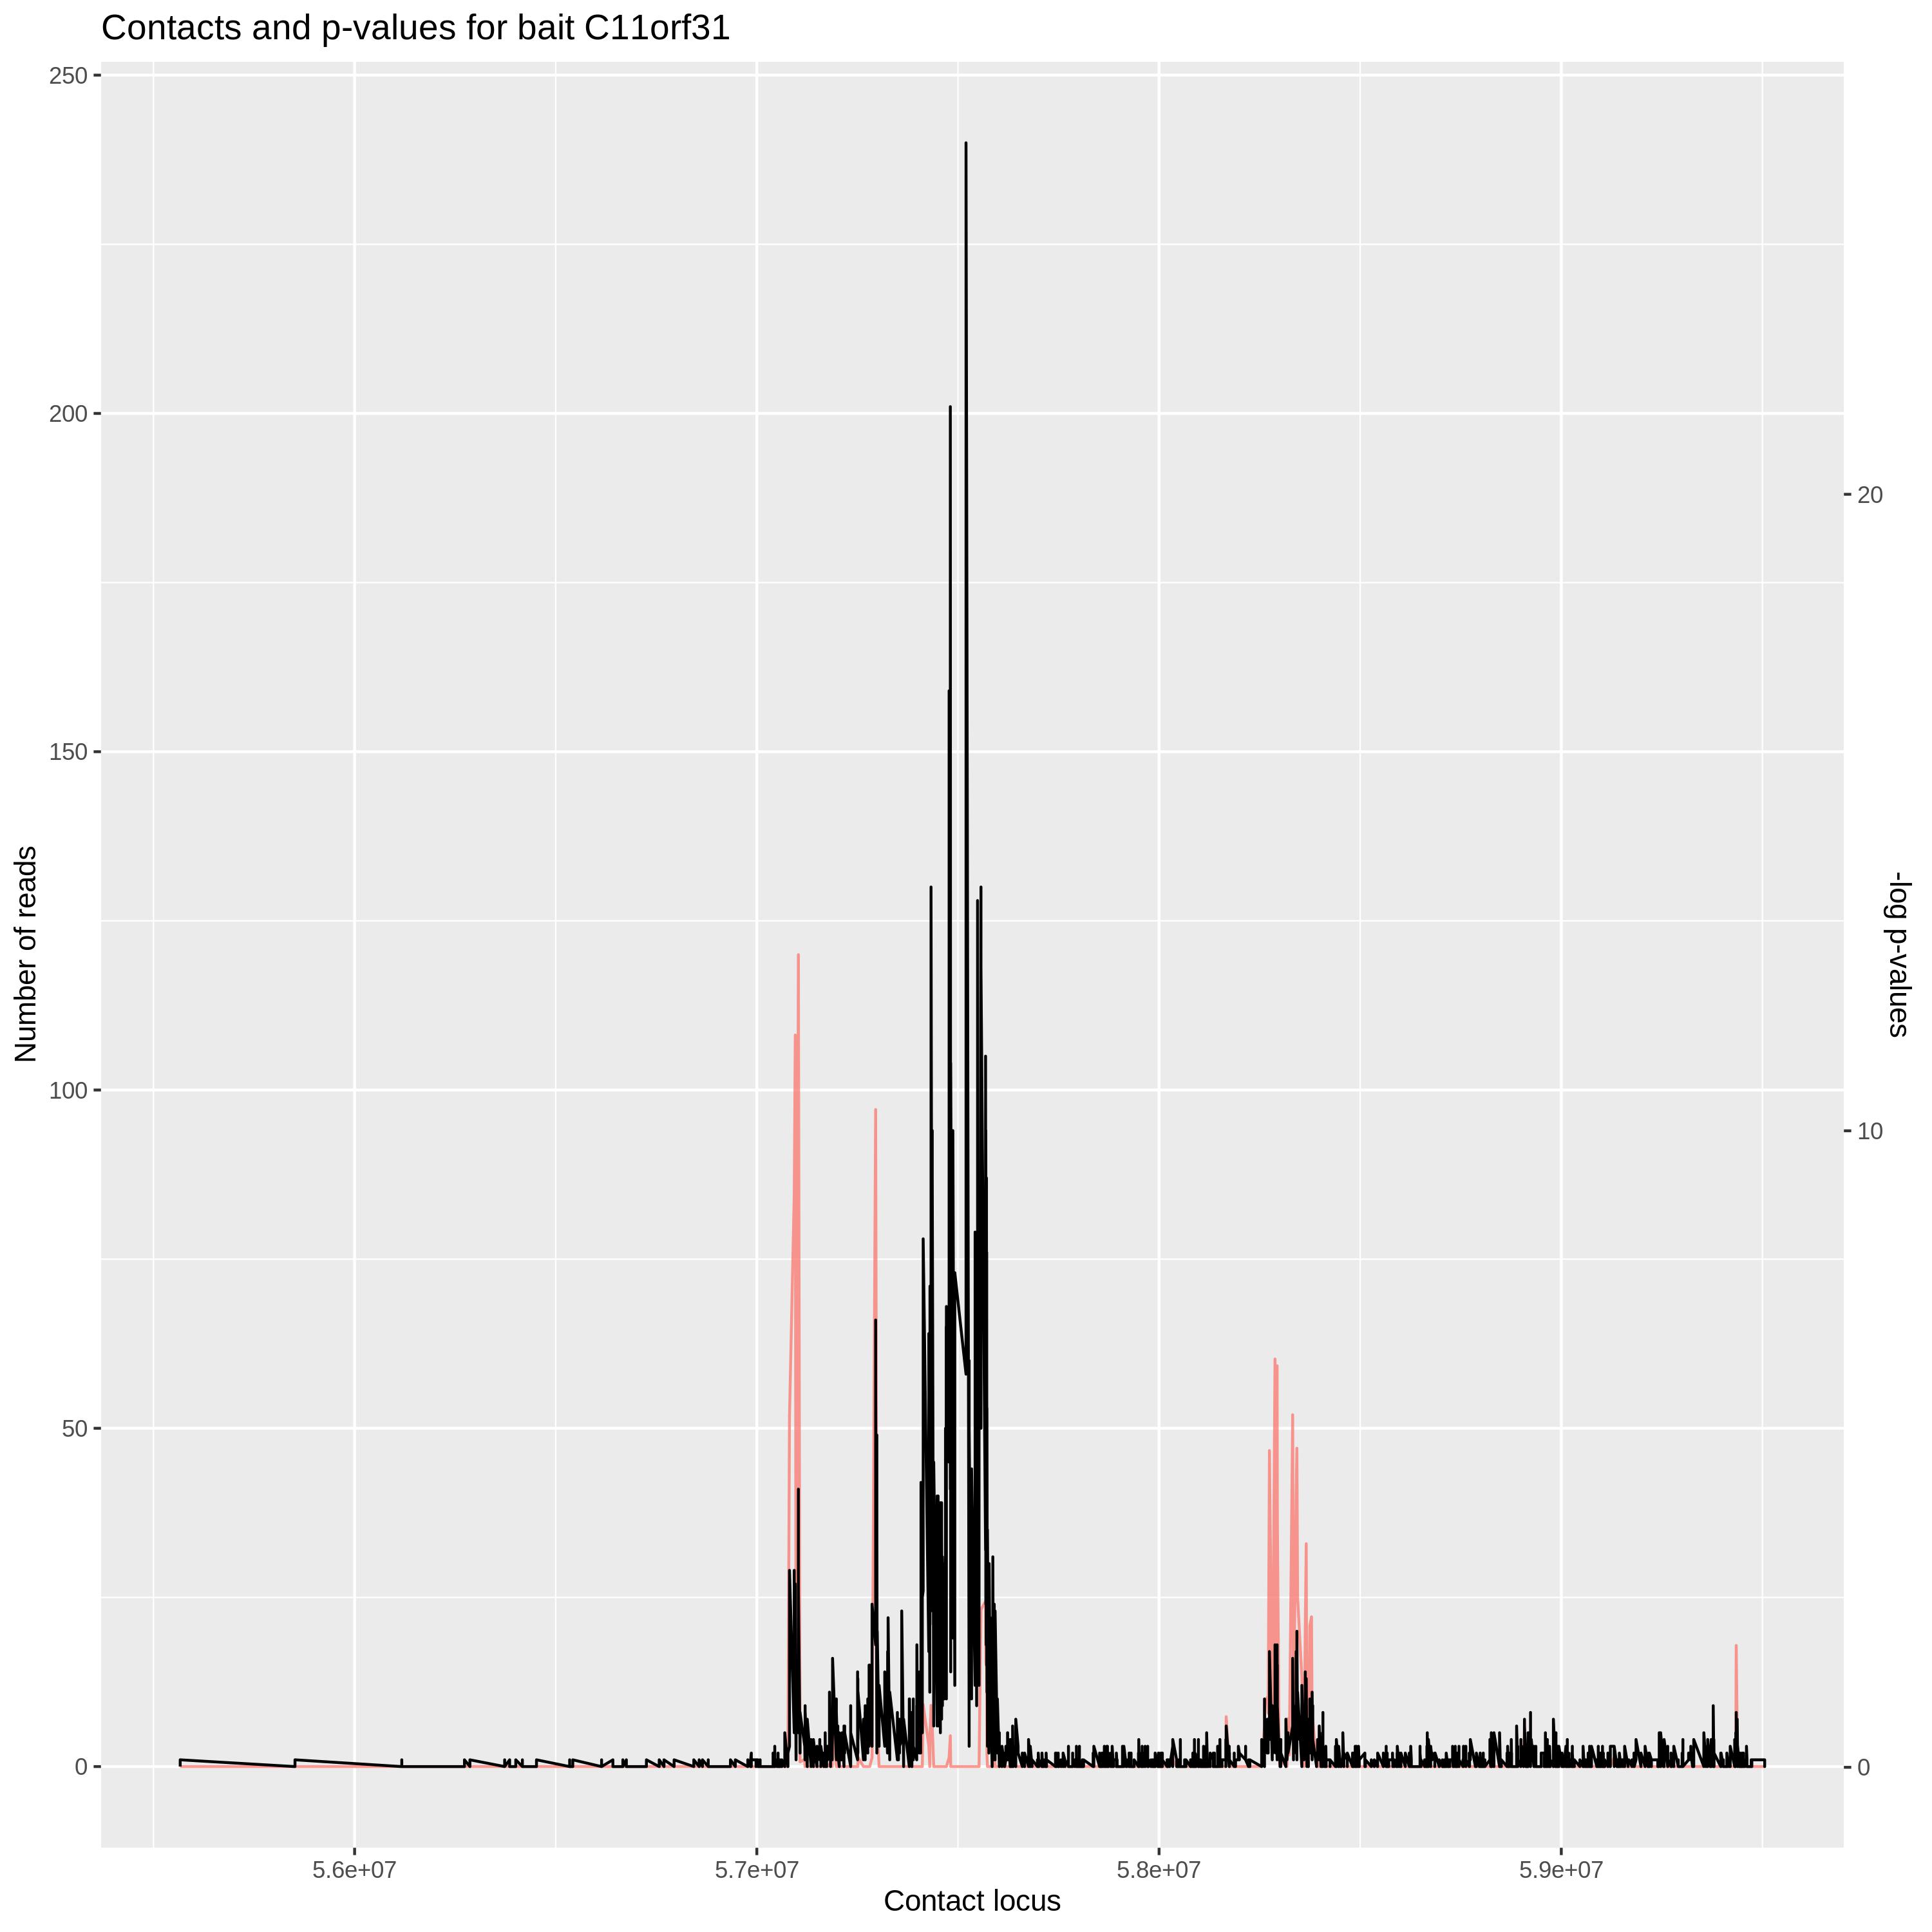 Contacts and p-values for bait C11orf31
250
200
150
100
50
0
Number of reads
20
10
0
-log p-values
5.6e+07 5.7e+07 5.8e+07 5.9e+07
Contact locus